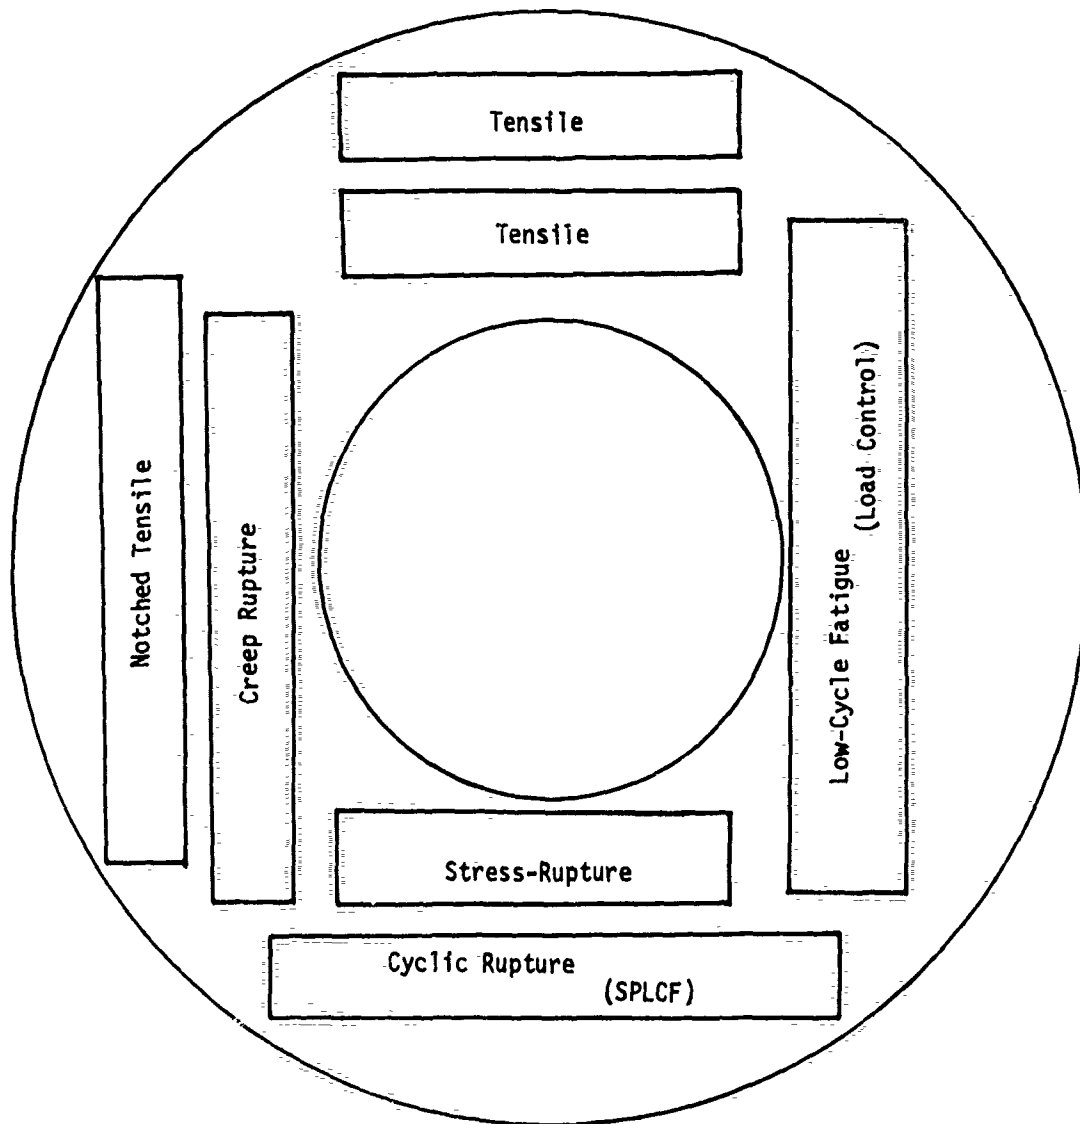 Tensile
Tensile
Notched Tensile
Creep Rupture
Low-Cycle Fatigue
(Load Control)
Stress-Rupture
Cyclic Rupture
(SPLCF)